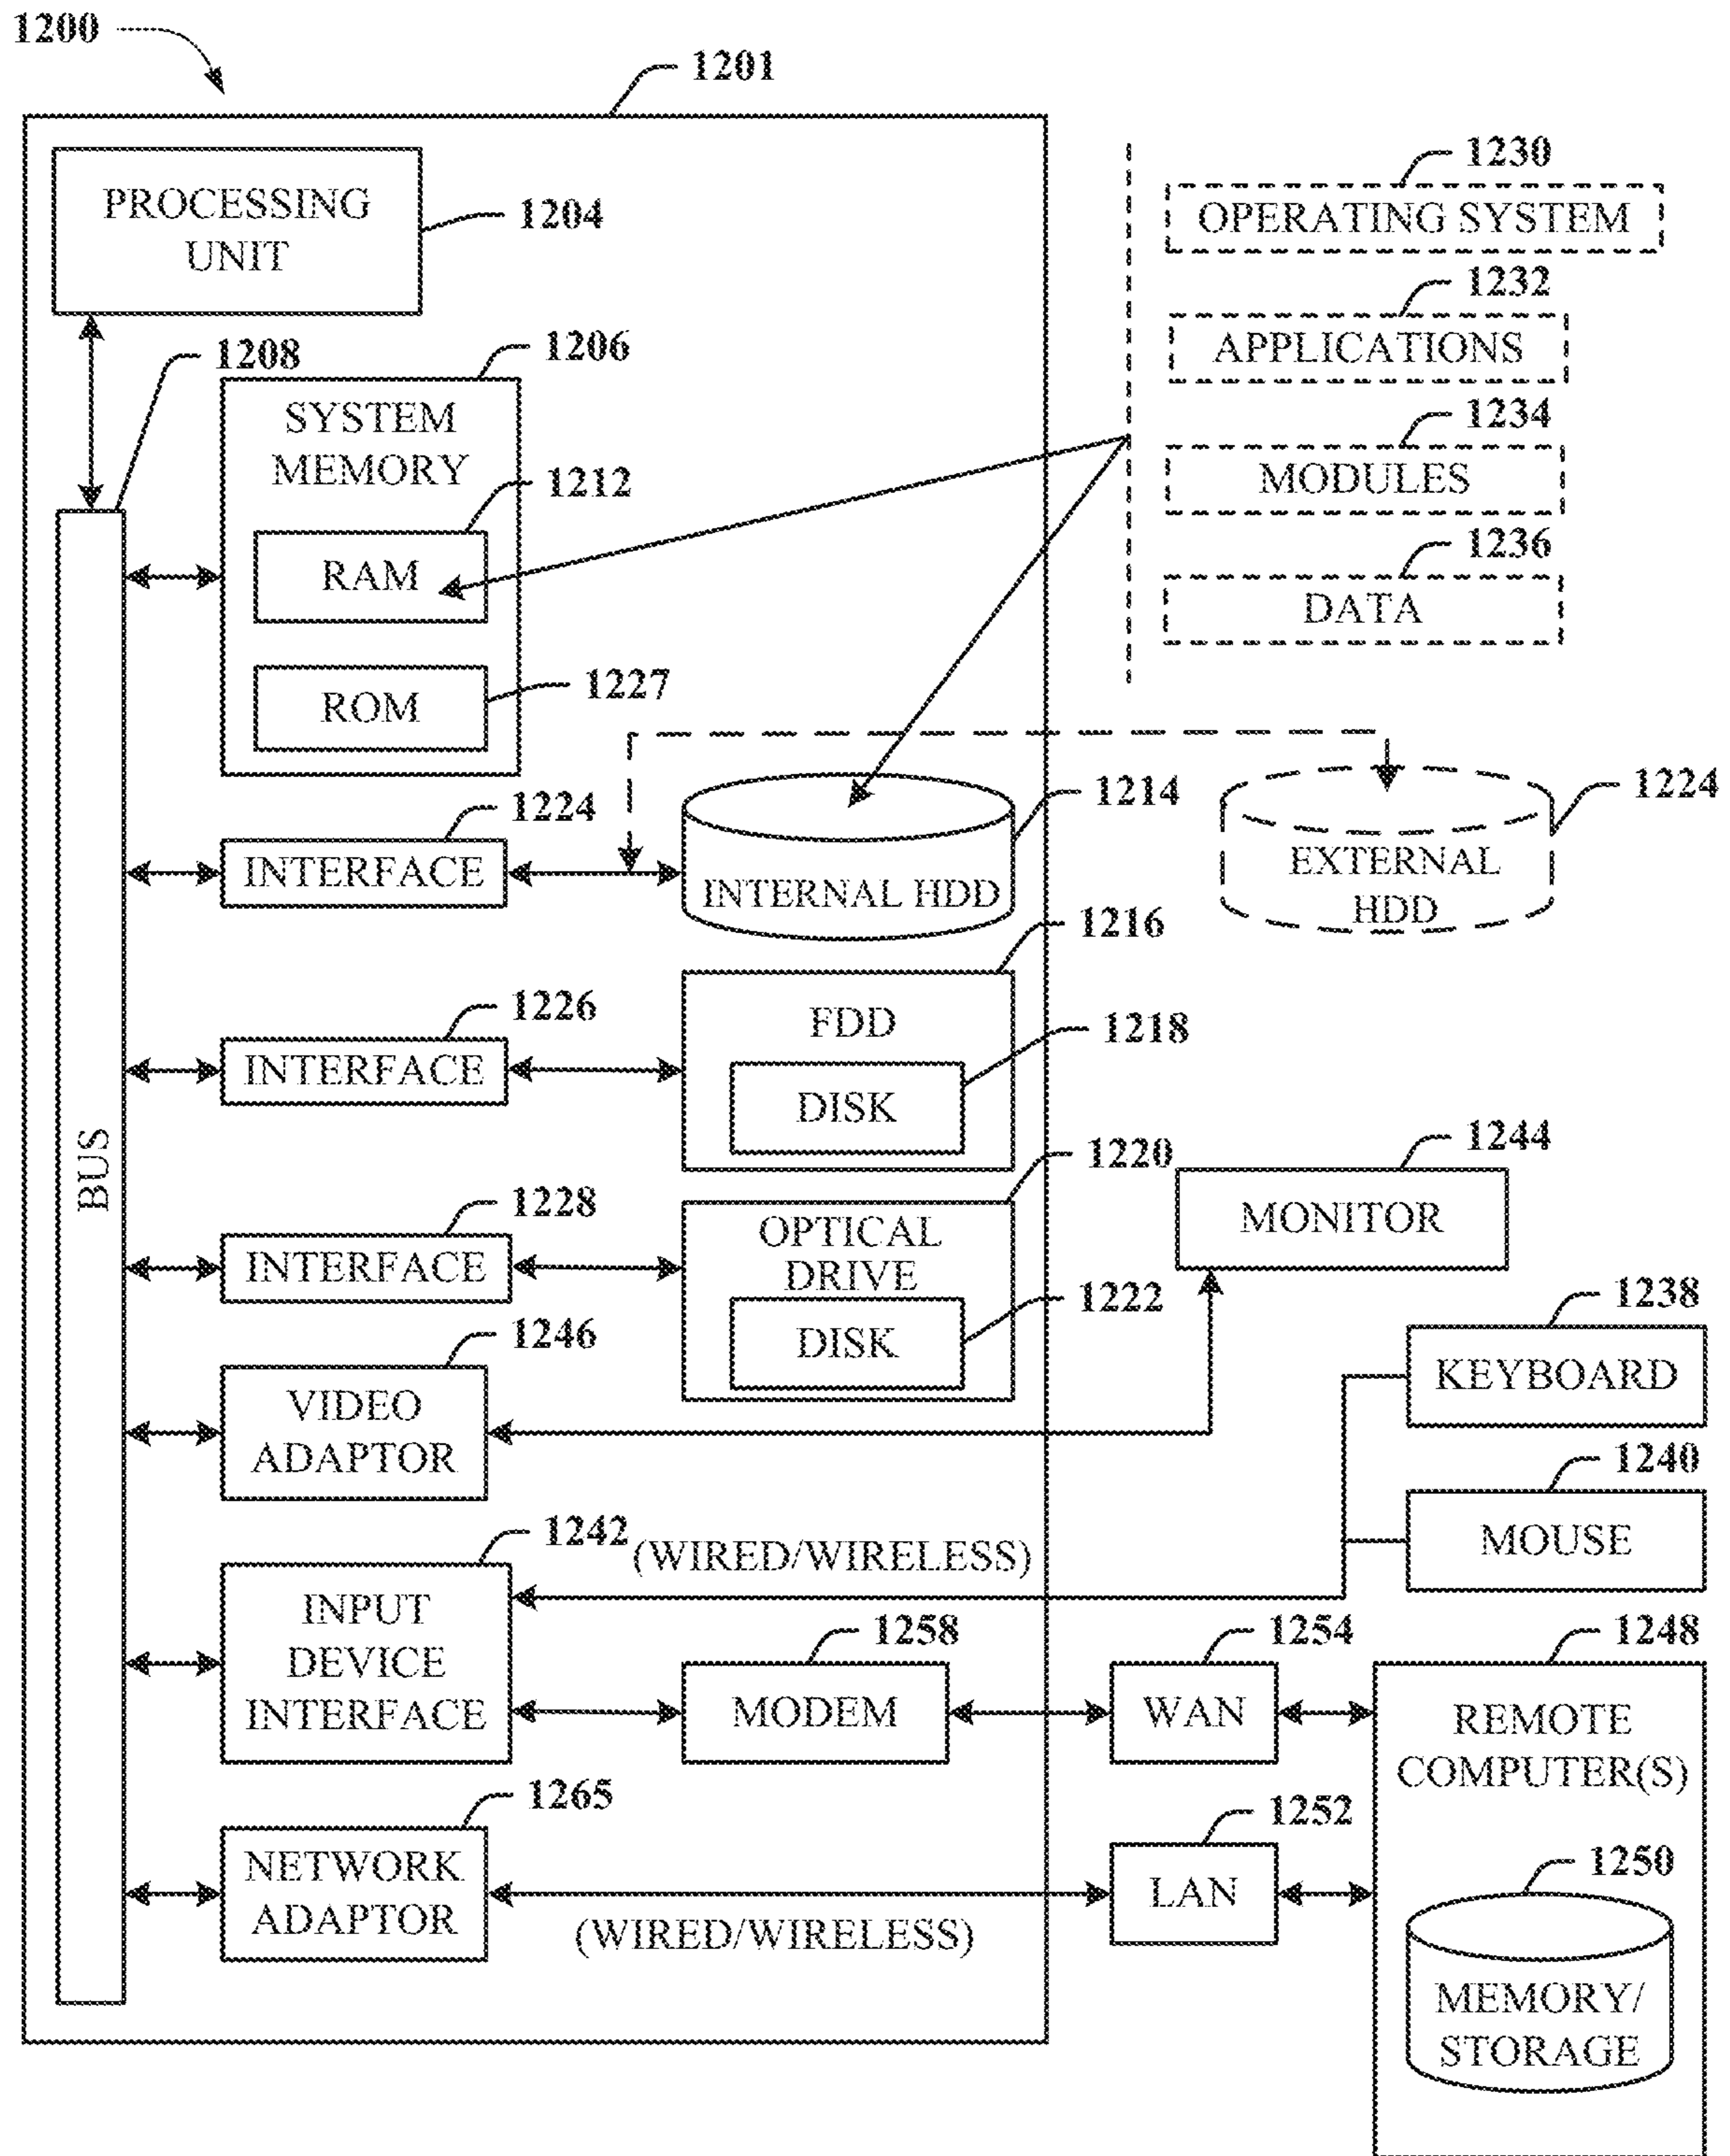 1200
1201
PROCESSING
UNIT
1204
1230
OPERATING SYSTEM
1232
APPLICATIONS
1234
MODULES
1236
DATA
1208
1206
SYSTEM
MEMORY
1212
RAM
1227
ROM
BUS
1224
INTERFACE
1214
INTERNAL HDD
1224
EXTERNAL
HDD
1226
INTERFACE
1216
FDD
1218
DISK
1228
INTERFACE
1220
OPTICAL
DRIVE
1222
DISK
1244
MONITOR
1246
VIDEO
ADAPTOR
1238
KEYBOARD
1240
MOUSE
1242
(WIRED/WIRELESS)
INPUT
DEVICE
INTERFACE
1258
MODEM
1254
WAN
1248
REMOTE
COMPUTER(S)
1265
NETWORK
ADAPTOR
(WIRED/WIRELESS)
1252
LAN
1250
MEMORY/
STORAGE